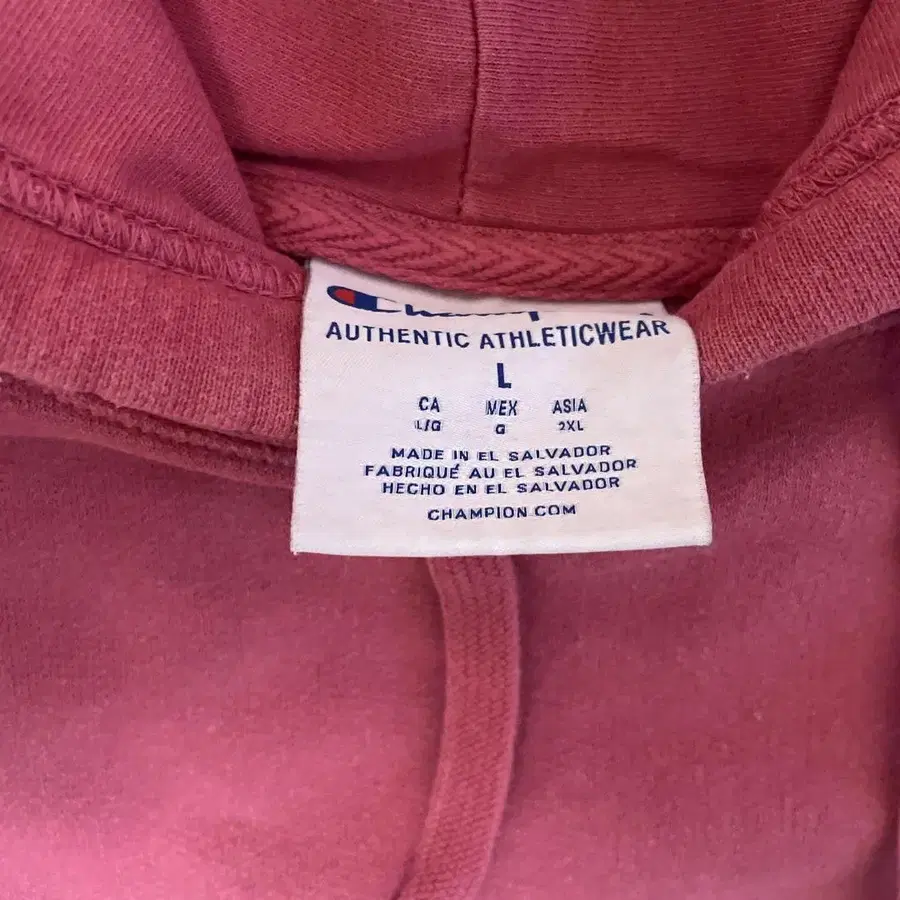 Champion
AUTHENTIC ATHLETICWEAR
L
CA MEX ASIA
L/G G 2XL
MADE IN EL SALVADOR
FABRIQUÉ AU EL SALVADOR
HECHO EN EL SALVADOR
CHAMPION.COM